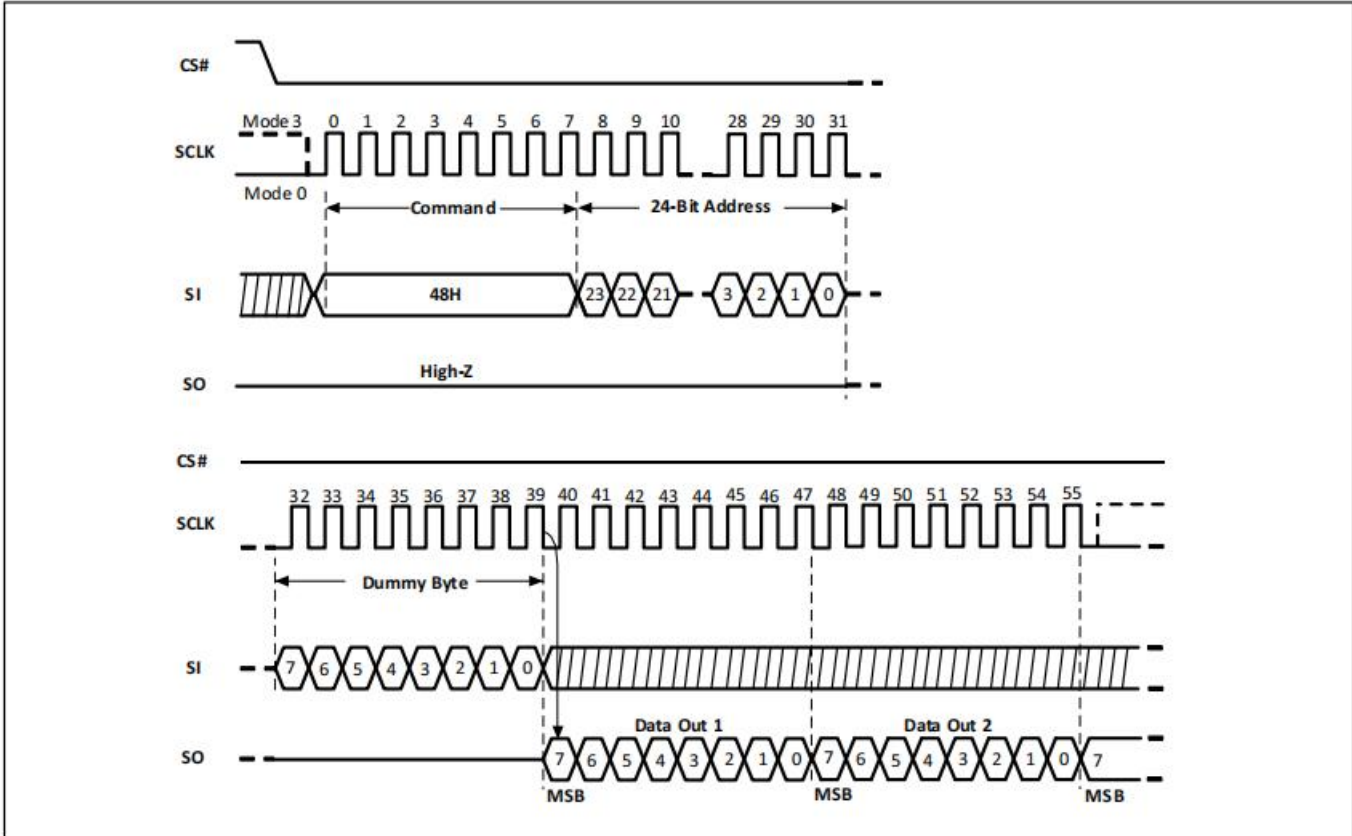 CS#
Mode 3 0 1 2 3 4 5 6 7 8 9 10 28 29 30 31
SCLK
Mode 0
Command 24-Bit Address
SI 48H 23 22 21 3 2 1 0
High-Z
SO
CS#
32 33 34 35 36 37 38 39 40 41 42 43 44 45 46 47 48 49 50 51 52 53 54 55
SCLK
Dummy Byte
SI 7 6 5 4 3 2 1 0
Data Out 1 Data Out 2
SO 7 6 5 4 3 2 1 0 7 6 5 4 3 2 1 0 7
MSB MSB MSB